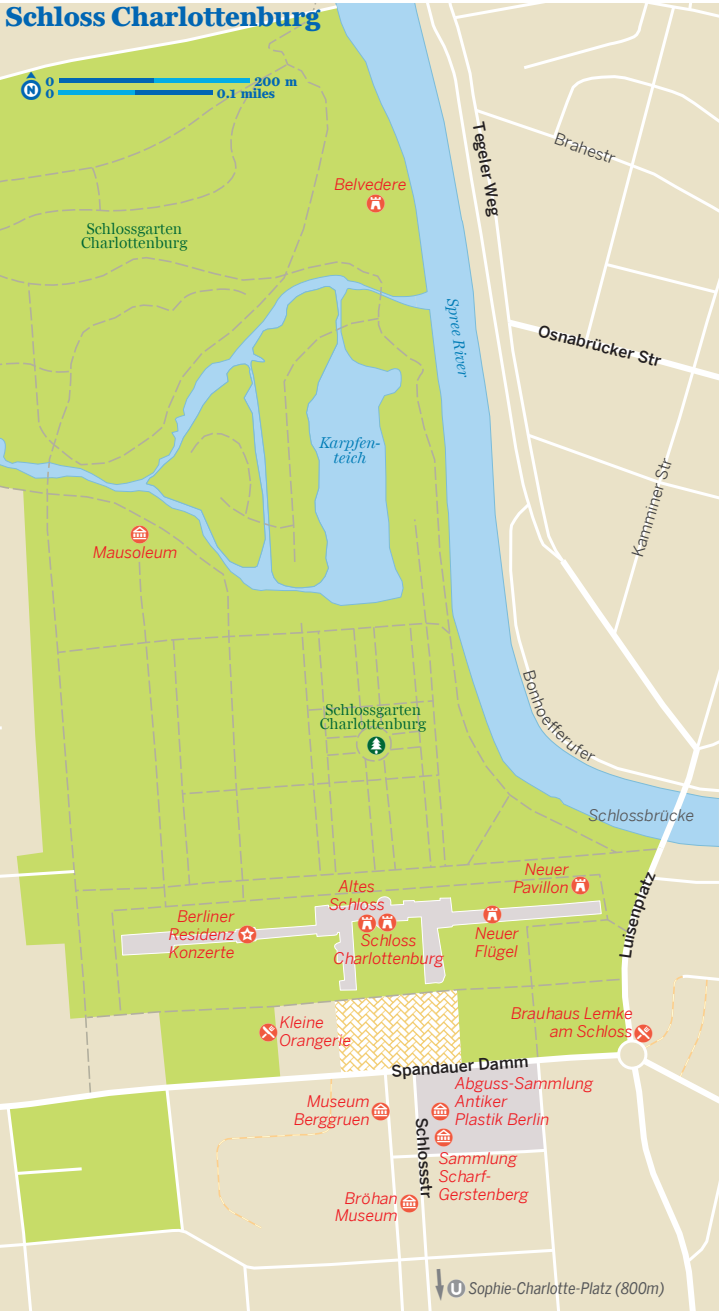 Schloss Charlottenburg
N
0 200 m
0 0.1 miles
Tegeler Weg
Brahestr
Belvedere
Schlossgarten
Charlottenburg
Spree River
Osnabrücker Str
Karpfen-
teich
Kamminer Str
Mausoleum
Bonhoefferufer
Schlossgarten
Charlottenburg
Schlossbrücke
Luisenplatz
Neuer
Pavillon
Altes
Schloss
Berliner
Residenz
Konzerte
Schloss
Charlottenburg
Neuer
Flügel
Kleine
Orangerie
Brauhaus Lemke
am Schloss
Spandauer Damm
Museum
Berggruen
Abguss-Sammlung
Antiker
Plastik Berlin
Schlossstr
Sammlung
Scharf-
Gerstenberg
Bröhan
Museum
U Sophie-Charlotte-Platz (800m)